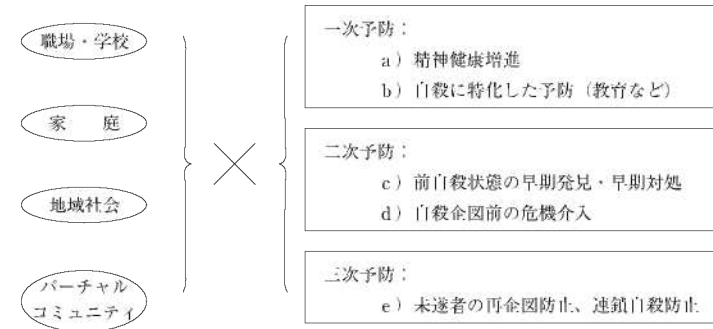 職場・学校
家　庭
地域社会
バーチャル
コミュニティ
一次予防：
a）精神健康増進
b）自殺に特化した予防（教育など）
二次予防：
c）前自殺状態の早期発見・早期対処
d）自殺企図前の危機介入
三次予防：
e）未遂者の再企図防止、連鎖自殺防止